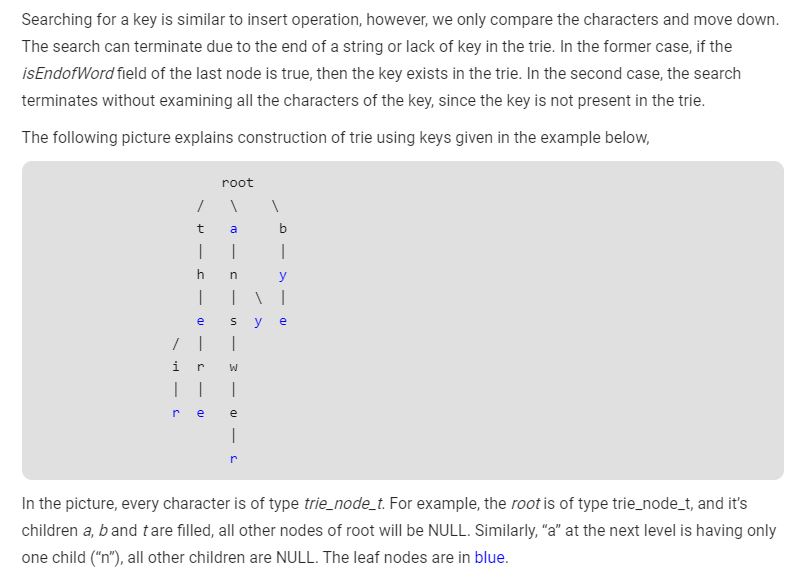 Searching for a key is similar to insert operation, however, we only compare the characters and move down.
The search can terminate due to the end of a string or lack of key in the trie. In the former case, if the
isEndofWord field of the last node is true, then the key exists in the trie. In the second case, the search
terminates without examining all the characters of the key, since the key is not present in the trie.
The following picture explains construction of trie using keys given in the example below,
root
/ \ \
t a b
| | |
h n y
| | \ |
e s y e
/ | |
i r w
| | |
r e e
|
r
In the picture, every character is of type trie_node_t. For example, the root is of type trie_node_t, and it's
children a, b and t are filled, all other nodes of root will be NULL. Similarly, “a” at the next level is having only
one child (“n”), all other children are NULL. The leaf nodes are in blue.